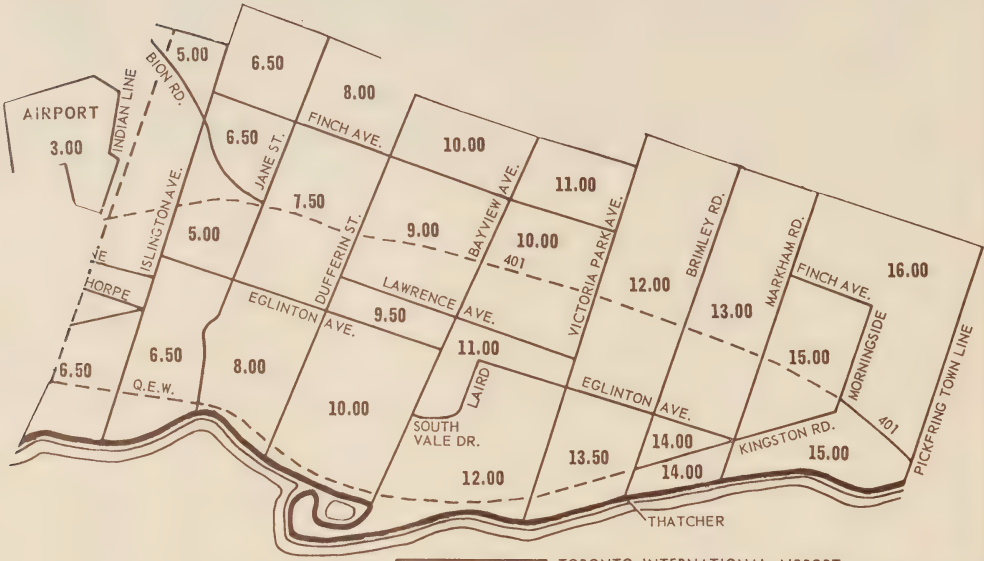 5.00
6.50
8.00
BION RD.
INDIAN LINE
AIRPORT
3.00
FINCH AVE.
10.00
6.50
JANE ST.
11.00
BAYVIEW AVE.
VICTORIA PARK AVE.
BRIMLEY RD.
MARKHAM RD.
16.00
7.50
9.00
10.00
401
ISLINGTON AVE.
5.00
DUFFERIN ST.
12.00
13.00
FINCH AVE.
E
HORPE
EGLINTON AVE.
LAWRENCE AVE.
9.50
11.00
15.00
MORNINGSIDE
PICKFRING TOWN LINE
6.50
6.50
Q.E.W.
8.00
10.00
LAIRD
EGLINTON AVE.
SOUTH
VALE DR.
14.00
KINGSTON RD.
401
12.00
13.50
14.00
15.00
THATCHER